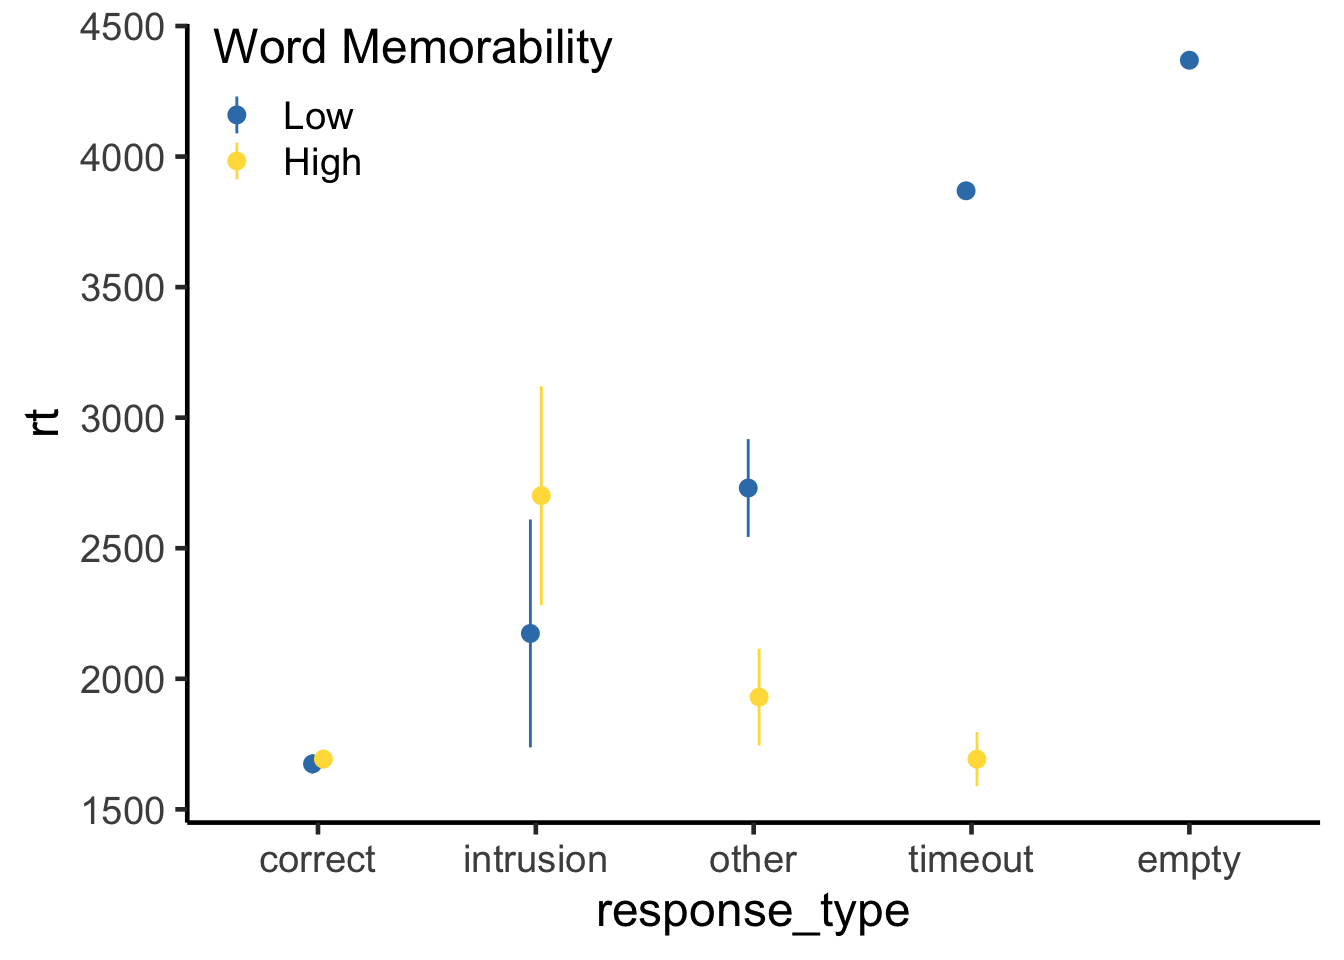 4500
Word Memorability
Low
High
4000
3500
3000
2500
2000
1500
rt
correct intrusion other timeout empty
response_type